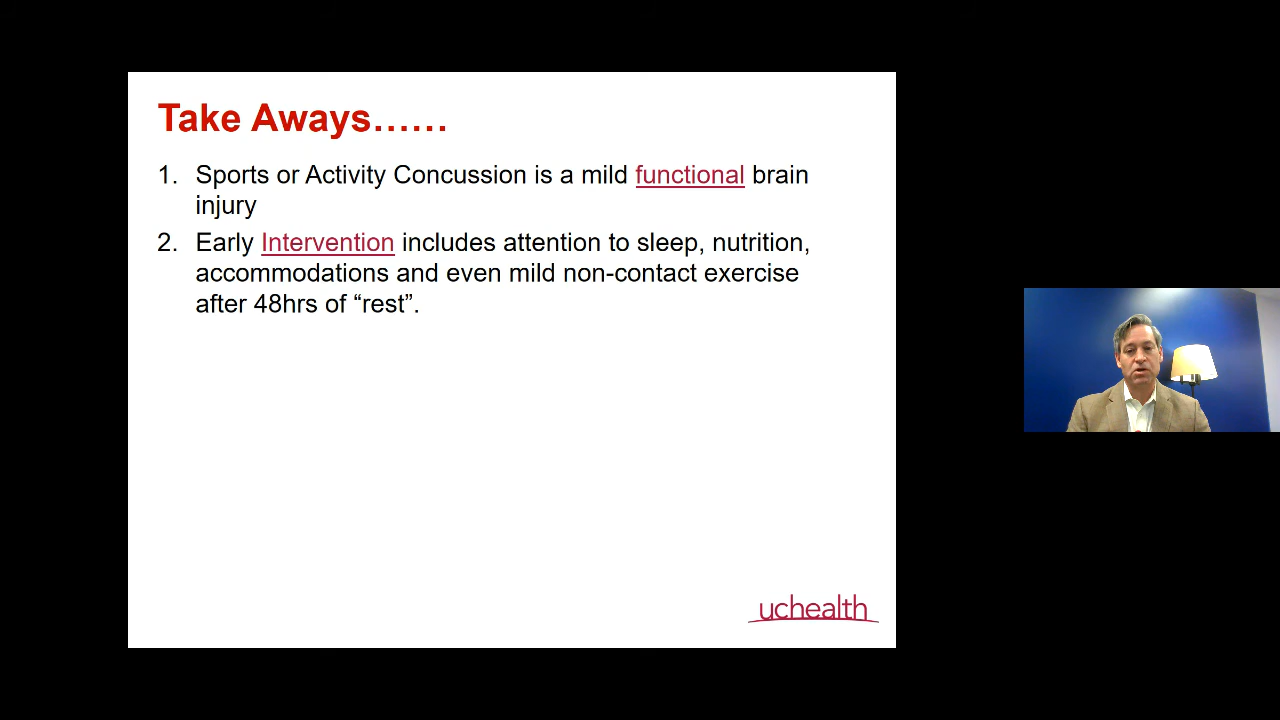 Take Aways……
1. Sports or Activity Concussion is a mild functional brain
injury
2. Early Intervention includes attention to sleep, nutrition,
accommodations and even mild non-contact exercise
after 48hrs of “rest”.
uchealth